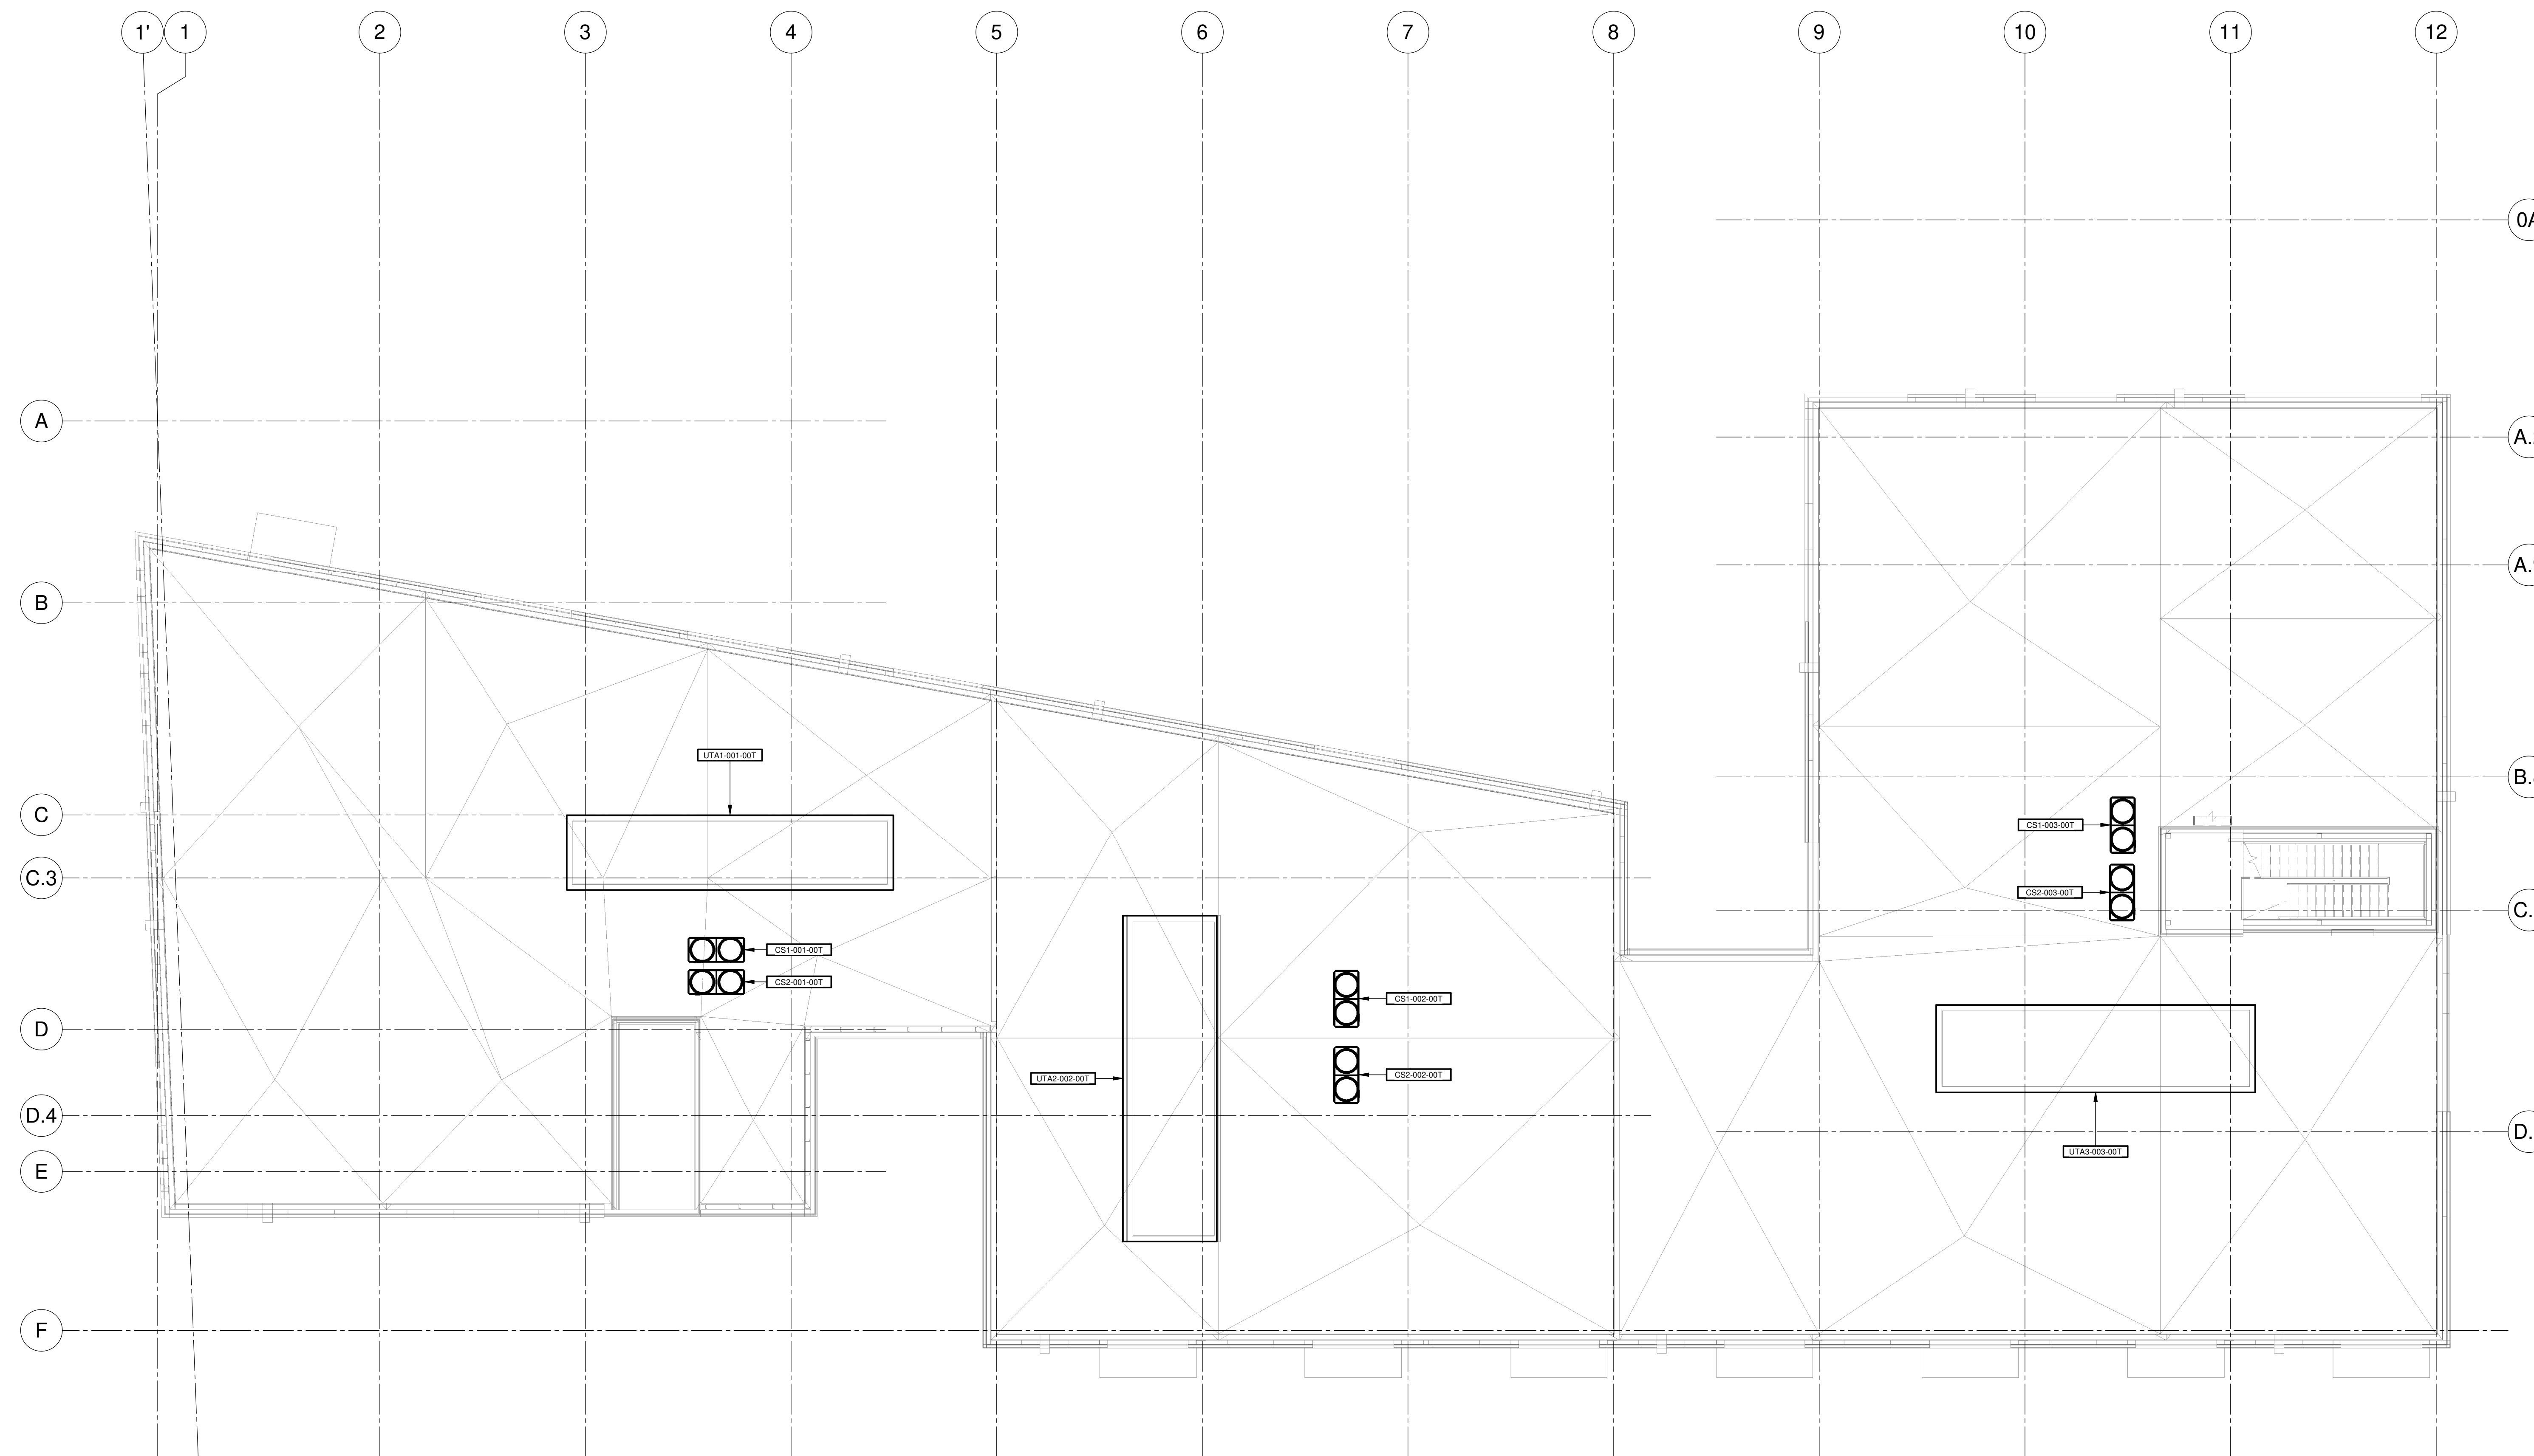 1' 1 2 3 4 5 6 7 8 9 10 11 12
A
B
UTA1-001-00T
C
CS1-003-00T
C.3
CS2-003-00T
CS1-001-00T
CS2-001-00T
CS1-002-00T
D
CS2-002-00T
UTA2-002-00T
D.4
UTA3-003-00T
E
F